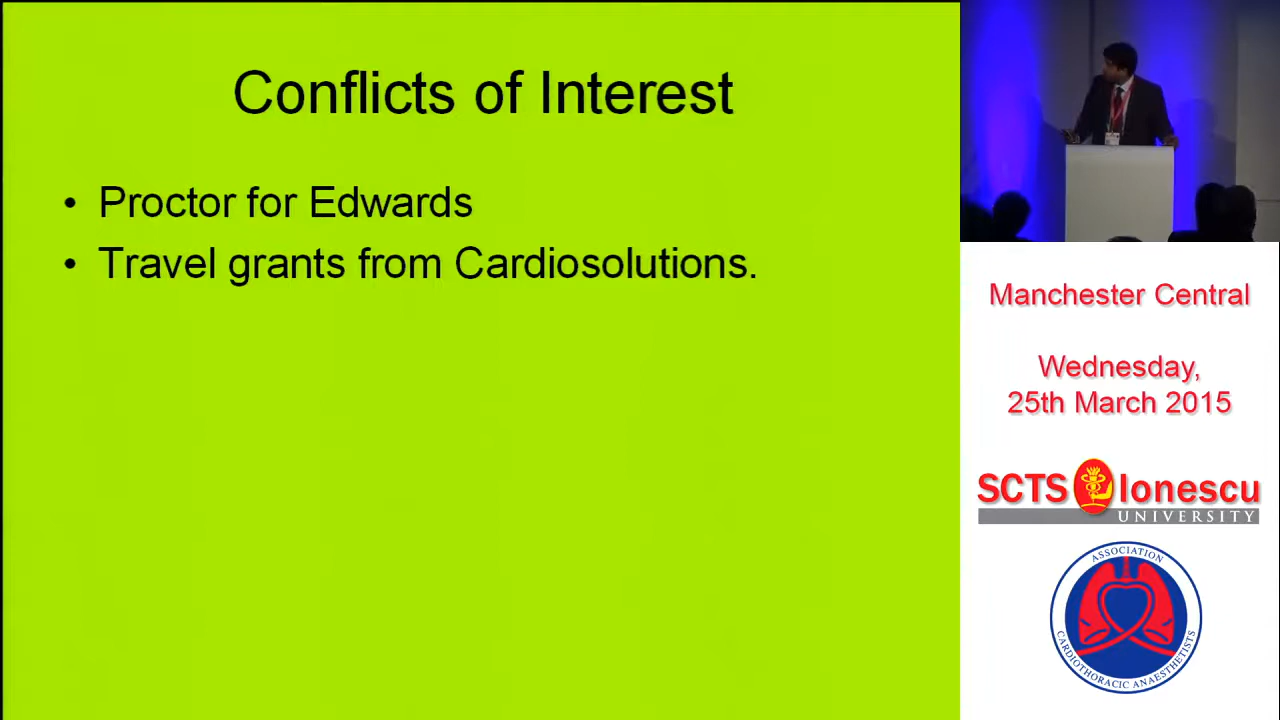 Conflicts of Interest
• Proctor for Edwards
• Travel grants from Cardiosolutions.
Manchester Central
Wednesday,
25th March 2015
SCTS Ionescu
UNIVERSITY
ASSOCIATION
CARDIOTHORACIC ANAESTHETISTS